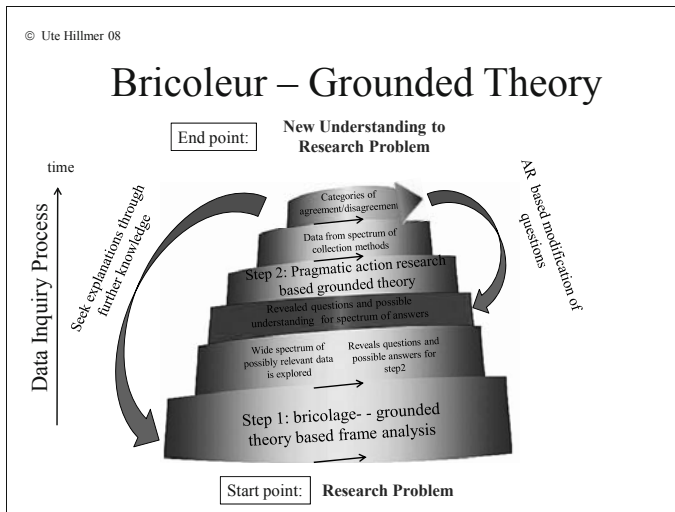 © Ute Hillmer 08
Bricoleur – Grounded Theory
End point:
New Understanding to
Research Problem
time
Data Inquiry Process
Seek explanations through
further knowledge
AR based modification of
questions
Categories of
agreement/disagreement
Data from spectrum of
collection methods
Step 2: Pragmatic action research
based grounded theory
Revealed questions and possible
understanding for spectrum of answers
Wide spectrum of
possibly relevant data
is explored
Reveals questions and
possible answers for
step2
Step 1: bricolage- - grounded
theory based frame analysis
Start point:
Research Problem